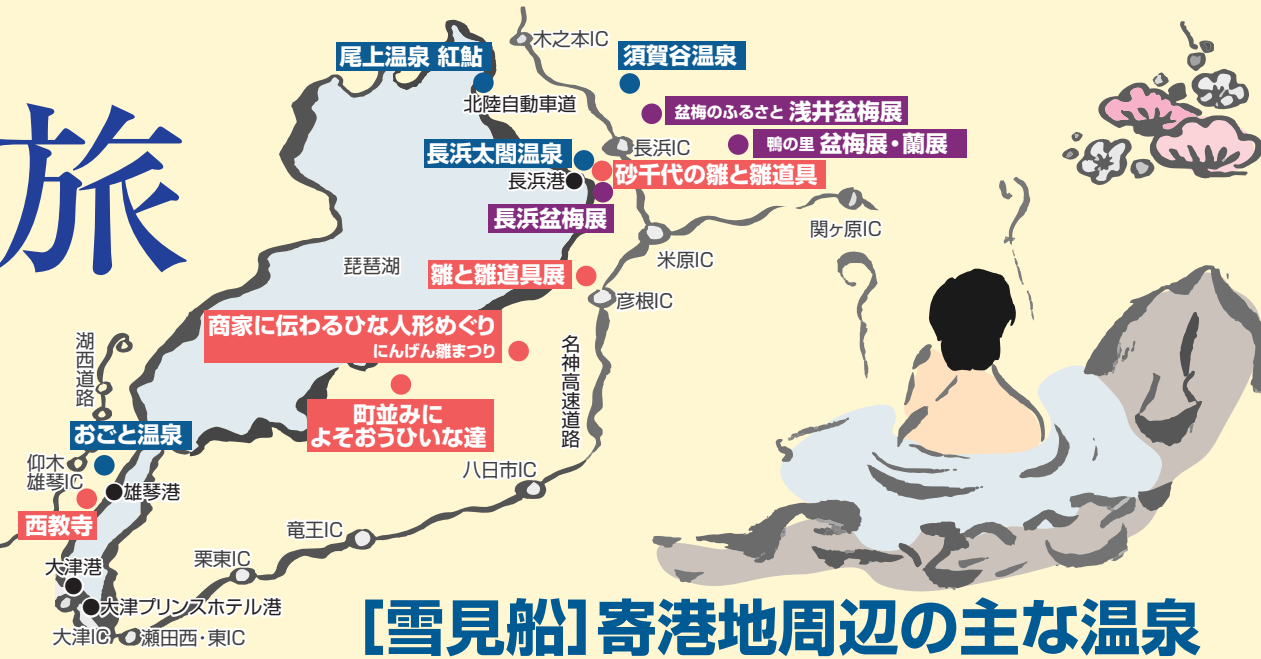 旅
尾上温泉 紅鮎
木之本IC
須賀谷温泉
北陸自動車道
盆梅のふるさと 浅井盆梅展
鴨の里 盆梅展・蘭展
長浜太閤温泉
長浜IC
長浜港
砂千代の雛と雛道具
長浜盆梅展
関ヶ原IC
琵琶湖
米原IC
雛と雛道具展
彦根IC
商家に伝わるひな人形めぐり
にんげん雛まつり
湖西道路
名神高速道路
町並みに
よそおうひいな達
おごと温泉
仰木
雄琴IC
八日市IC
雄琴港
西教寺
竜王IC
栗東IC
大津港
大津プリンスホテル港
大津IC
瀬田西・東IC
[雪見船]寄港地周辺の主な温泉